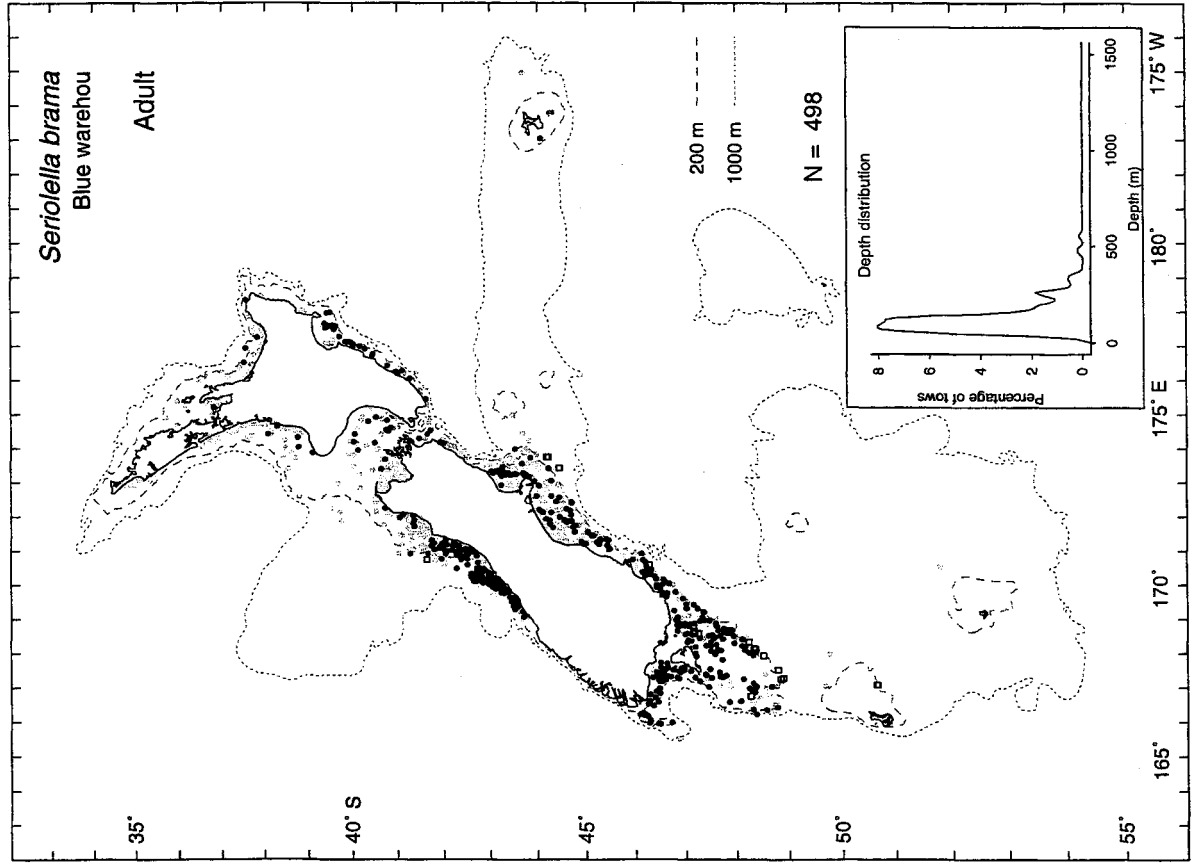 Seriolella brama
Blue warehou
Adult
200 m
1000 m
N = 498
Depth distribution
Percentage of tows
8
6
4
2
0
0
500
1000
1500
Depth (m)
35°
40° S
45°
50°
55°
165°
170°
175° E
180°
175° W